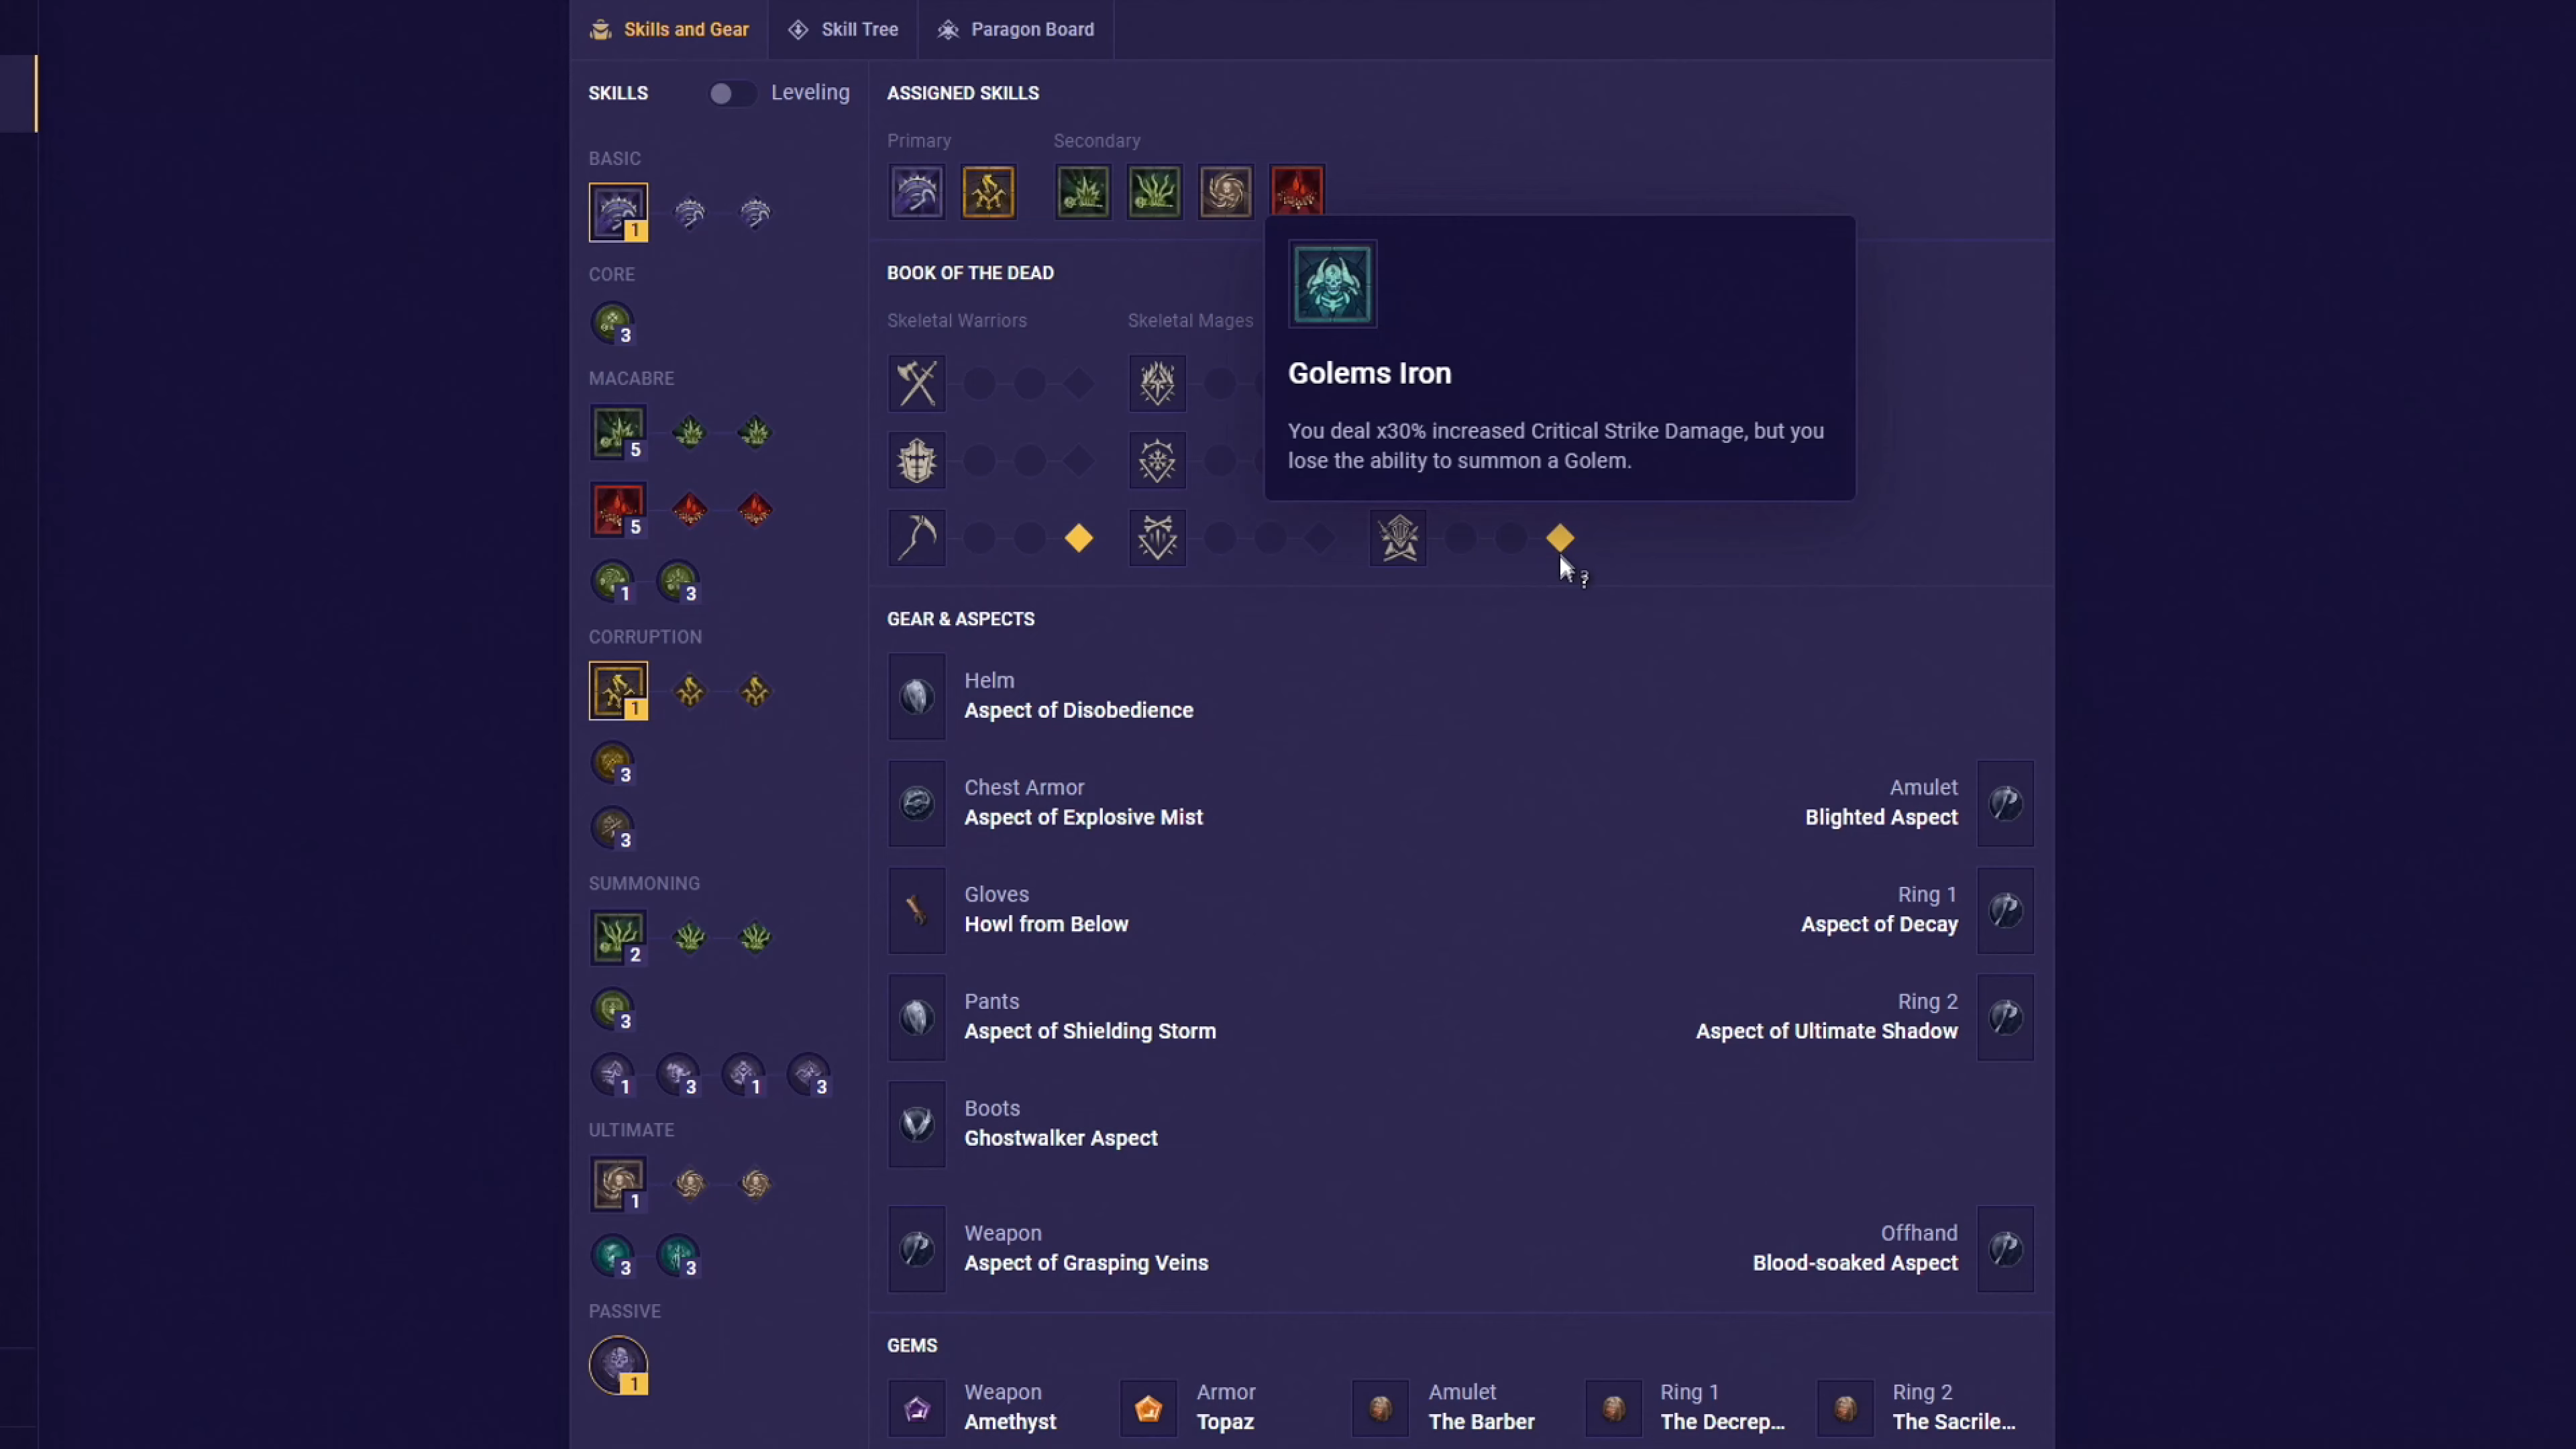 Skills and Gear
Skill Tree
Paragon Board
SKILLS
Leveling
BASIC
1
CORE
3
MACABRE
5
5
1
3
CORRUPTION
1
3
3
SUMMONING
2
3
1
3
1
3
ULTIMATE
1
3
3
PASSIVE
1
ASSIGNED SKILLS
Primary
Secondary
BOOK OF THE DEAD
Skeletal Warriors
Skeletal Mages
Golems Iron
You deal x30% increased Critical Strike Damage, but you
lose the ability to summon a Golem.
?
GEAR & ASPECTS
Helm
Aspect of Disobedience
Chest Armor
Aspect of Explosive Mist
Amulet
Blighted Aspect
Gloves
Howl from Below
Ring 1
Aspect of Decay
Pants
Aspect of Shielding Storm
Ring 2
Aspect of Ultimate Shadow
Boots
Ghostwalker Aspect
Weapon
Aspect of Grasping Veins
Offhand
Blood-soaked Aspect
GEMS
Weapon
Amethyst
Armor
Topaz
Amulet
The Barber
Ring 1
The Decrep...
Ring 2
The Sacrile...